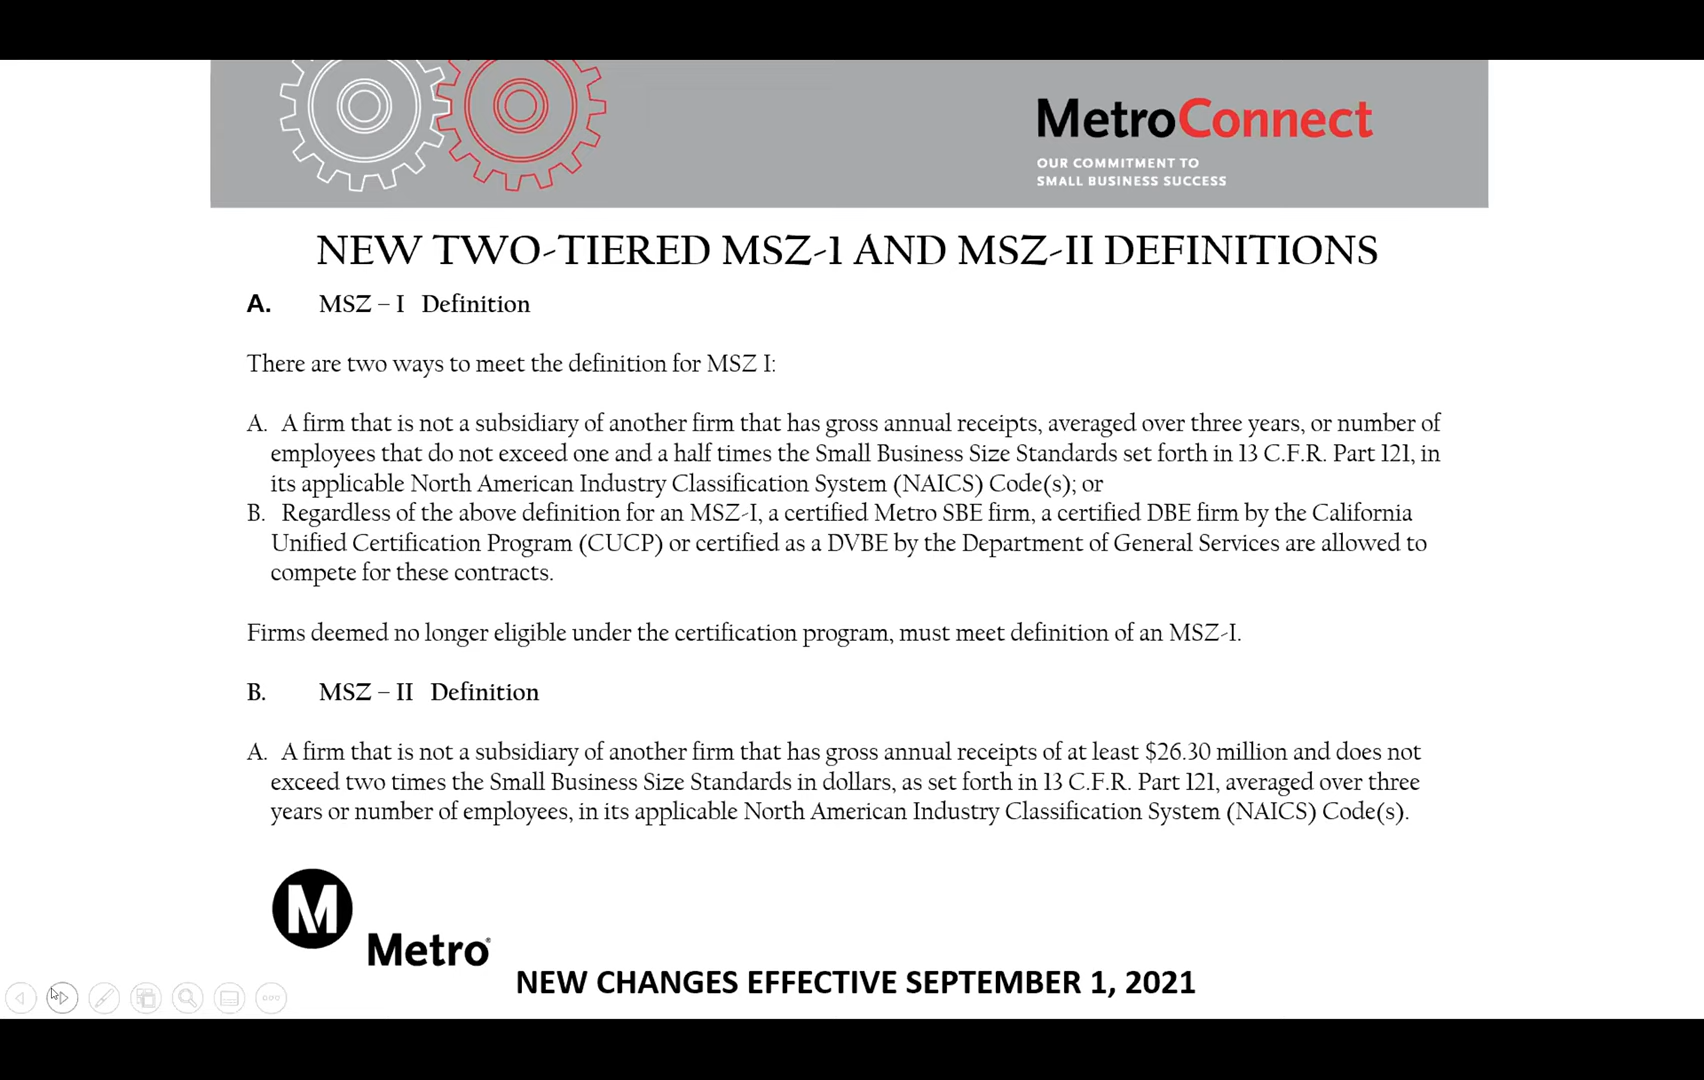 MetroConnect
OUR COMMITMENT TO
SMALL BUSINESS SUCCESS
NEW TWO-TIERED MSZ-1 AND MSZ-II DEFINITIONS
A. MSZ – I Definition
There are two ways to meet the definition for MSZ I:
A. A firm that is not a subsidiary of another firm that has gross annual receipts, averaged over three years, or number of
employees that do not exceed one and a half times the Small Business Size Standards set forth in 13 C.F.R. Part 121, in
its applicable North American Industry Classification System (NAICS) Code(s); or
B. Regardless of the above definition for an MSZ-I, a certified Metro SBE firm, a certified DBE firm by the California
Unified Certification Program (CUCP) or certified as a DVBE by the Department of General Services are allowed to
compete for these contracts.
Firms deemed no longer eligible under the certification program, must meet definition of an MSZ-I.
B. MSZ – II Definition
A. A firm that is not a subsidiary of another firm that has gross annual receipts of at least $26.30 million and does not
exceed two times the Small Business Size Standards in dollars, as set forth in 13 C.F.R. Part 121, averaged over three
years or number of employees, in its applicable North American Industry Classification System (NAICS) Code(s).
M
Metro
NEW CHANGES EFFECTIVE SEPTEMBER 1, 2021